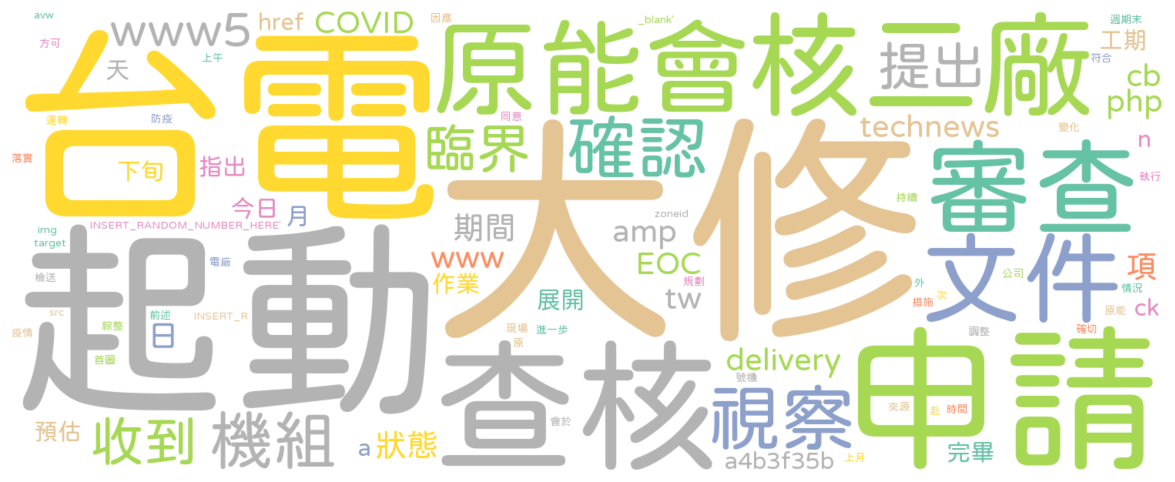 avw
方可
www5
href
COVID
因應
_blank'
原能會核三廠
提出
週期末
工期
符合
cb
php
天
上午
台電
運轉
防疫
同意
臨界
確認
technews
變化
n
落實
下旬
指出
審查
執行
大修
今日
月
持續
INSERT_RANDOM_NUMBER_HERE'
期間
zoneid
amp
img
target
www
EOC
電廠
檢送
作業
規劃
tw
展開
文件
公司
外
次
措施
項
情況
ck
原能
起動
src
前述
INSERT_R
綜整
疫情
日
現場
進一步
原
調整
確切
首圖
查核
delivery
號機
申請
視察
來源
赴
時間
預估
收到
機組
a
狀態
會於
a4b3f35b
上月
完畢